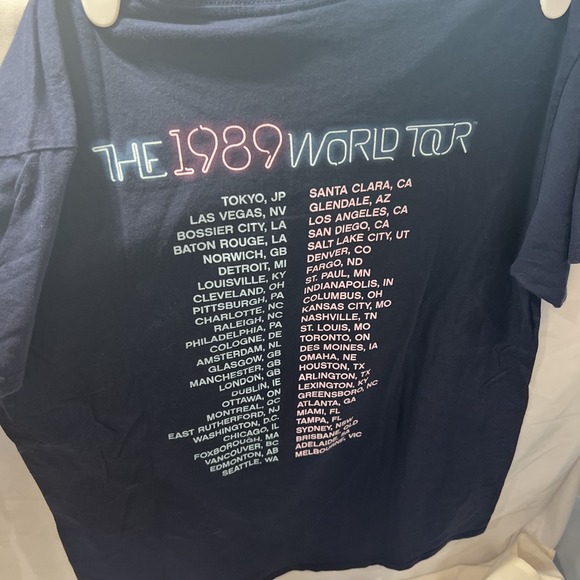 THE 1989 WORLD TOUR™
TOKYO, JP
LAS VEGAS, NV
BOSSIER CITY, LA
BATON ROUGE, LA
NORWICH, GB
DETROIT, MI
LOUISVILLE, KY
CLEVELAND, OH
PITTSBURGH, PA
CHARLOTTE, NC
RALEIGH, NC
PHILADELPHIA, PA
COLOGNE, DE
AMSTERDAM, NL
GLASGOW, GB
MANCHESTER, GB
LONDON, GB
DUBLIN, IE
OTTAWA, ON
MONTREAL, QC
EAST RUTHERFORD, NJ
WASHINGTON, D.C.
CHICAGO, IL
FOXBOROUGH, MA
VANCOUVER, BC
EDMONTON, AB
SEATTLE, WA
SANTA CLARA, CA
GLENDALE, AZ
LOS ANGELES, CA
SAN DIEGO, CA
SALT LAKE CITY, UT
DENVER, CO
FARGO, ND
ST. PAUL, MN
INDIANAPOLIS, IN
COLUMBUS, OH
KANSAS CITY, MO
NASHVILLE, TN
ST. LOUIS, MO
TORONTO, ON
DES MOINES, IA
OMAHA, NE
HOUSTON, TX
ARLINGTON, TX
LEXINGTON, KY
GREENSBORO, NC
ATLANTA, GA
MIAMI, FL
TAMPA, FL
SYDNEY, NSW
BRISBANE, QLD
ADELAIDE, SA
MELBOURNE, VIC